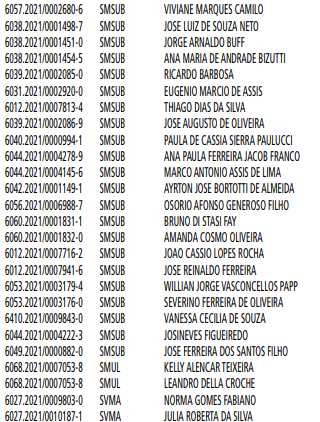 6057.2021/0002680-6 SMSUB VIVIANE MARQUES CAMILO
6038.2021/0001498-7 SMSUB JOSE LUIZ DE SOUZA NETO
6038.2021/0001451-0 SMSUB JORGE ARNALDO BUFF
6038.2021/0001454-5 SMSUB ANA MARIA DE ANDRADE BIZUTTI
6039.2021/0002085-0 SMSUB RICARDO BARBOSA
6031.2021/0002920-0 SMSUB EUGENIO MARCIO DE ASSIS
6012.2021/0007813-4 SMSUB THIAGO DIAS DA SILVA
6039.2021/0002086-9 SMSUB JOSE AUGUSTO DE OLIVEIRA
6040.2021/0000994-1 SMSUB PAULA DE CASSIA SIERRA PAULUCCI
6044.2021/0004278-9 SMSUB ANA PAULA FERREIRA JACOB FRANCO
6044.2021/0004145-6 SMSUB MARCO ANTONIO ASSIS DE LIMA
6042.2021/0001149-1 SMSUB AYRTON JOSE BORTOTTI DE ALMEIDA
6056.2021/0006988-7 SMSUB OSORIO AFONSO GENEROSO FILHO
6060.2021/0001831-1 SMSUB BRUNO DI STASI FAY
6060.2021/0001832-0 SMSUB AMANDA COSMO OLIVEIRA
6012.2021/0007716-2 SMSUB JOAO CASSIO LOPES ROCHA
6012.2021/0007941-6 SMSUB JOSE REINALDO FERREIRA
6053.2021/0003179-4 SMSUB WILLIAN JORGE VASCONCELLOS PAPP
6053.2021/0003176-0 SMSUB SEVERINO FERREIRA DE OLIVEIRA
6410.2021/0009843-0 SMSUB VANESSA CECILIA DE SOUZA
6044.2021/0004222-3 SMSUB JOSINEVES FIGUEIREDO
6049.2021/0000882-0 SMSUB JOSE FERREIRA DOS SANTOS FILHO
6068.2021/0007053-8 SMUL KELLY ALENCAR TEIXEIRA
6068.2021/0007053-8 SMUL LEANDRO DELLA CROCHE
6027.2021/0009803-0 SVMA NORMA GOMES FABIANO
6027.2021/0010187-1 SVMA JULIA ROBERTA DA SILVA